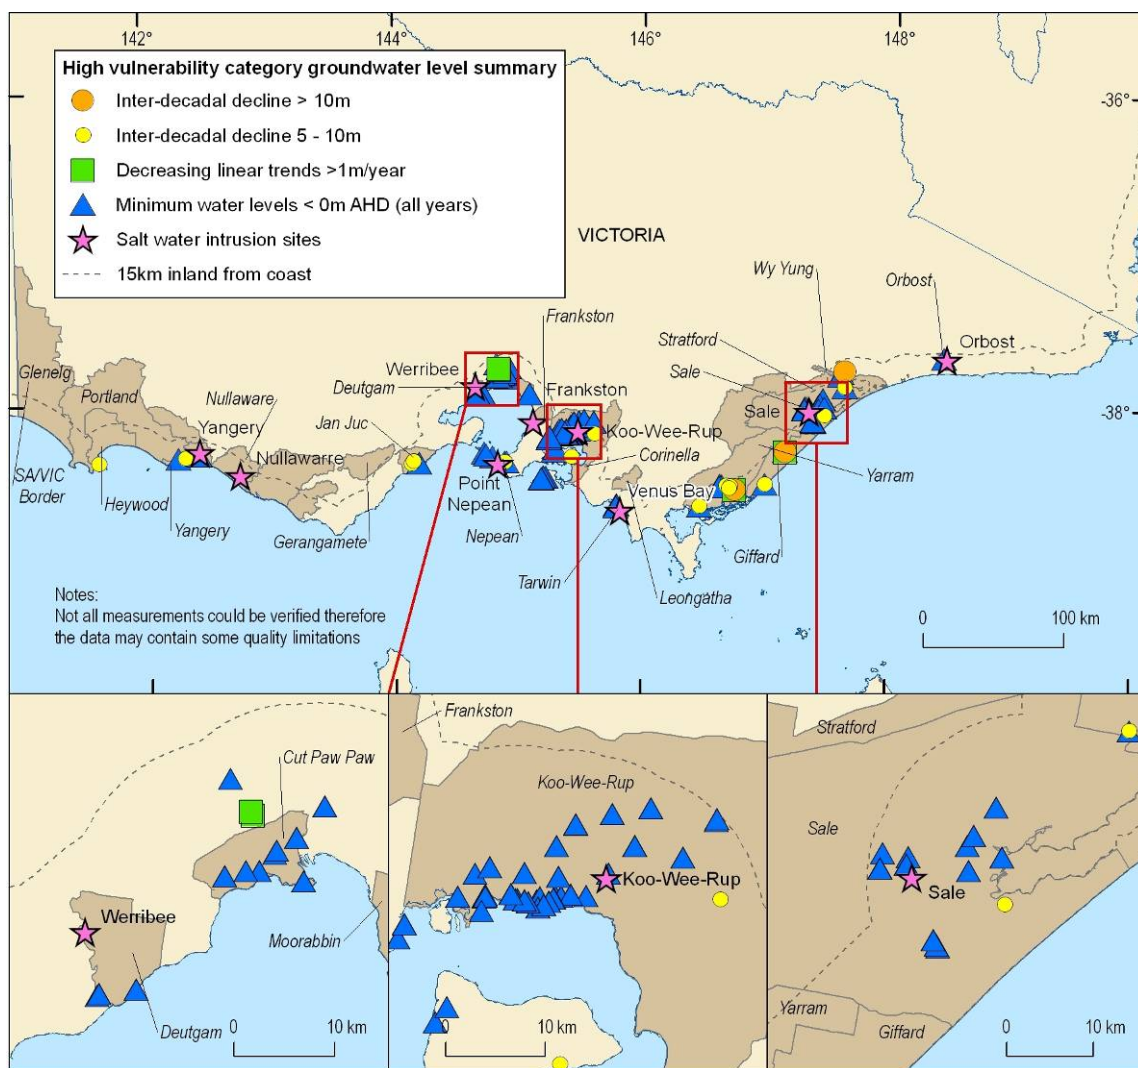 142°
144°
146°
148°
High vulnerability category groundwater level summary
Inter-decadal decline > 10m
Inter-decadal decline 5 - 10m
Decreasing linear trends >1m/year
Minimum water levels < 0m AHD (all years)
Salt water intrusion sites
15km inland from coast
-36°
VICTORIA
Wy Yung
Orbost
Frankston
Stratford
Orbost
Werribee
Glenelg
Deutgam
Sale
Frankston
Portland
Nullaware
Sale
-38°
Yangery
Jan Juc
Koo-Wee-Rup
Nullawarre
Corinella
Yarram
SA/VIC
Border
Heywood
Point
Nepean
Venus Bay
Yangery
Gerangamete
Nepean
Giffard
Tarwin
Leongatha
Notes:
Not all measurements could be verified therefore
the data may contain some quality limitations
0
100 km
Cut Paw Paw
Werribee
Moorabbin
Deutgam
0
10 km
Frankston
Koo-Wee-Rup
Koo-Wee-Rup
0
10 km
Stratford
Sale
Sale
Yarram
Giffard
0
10 km